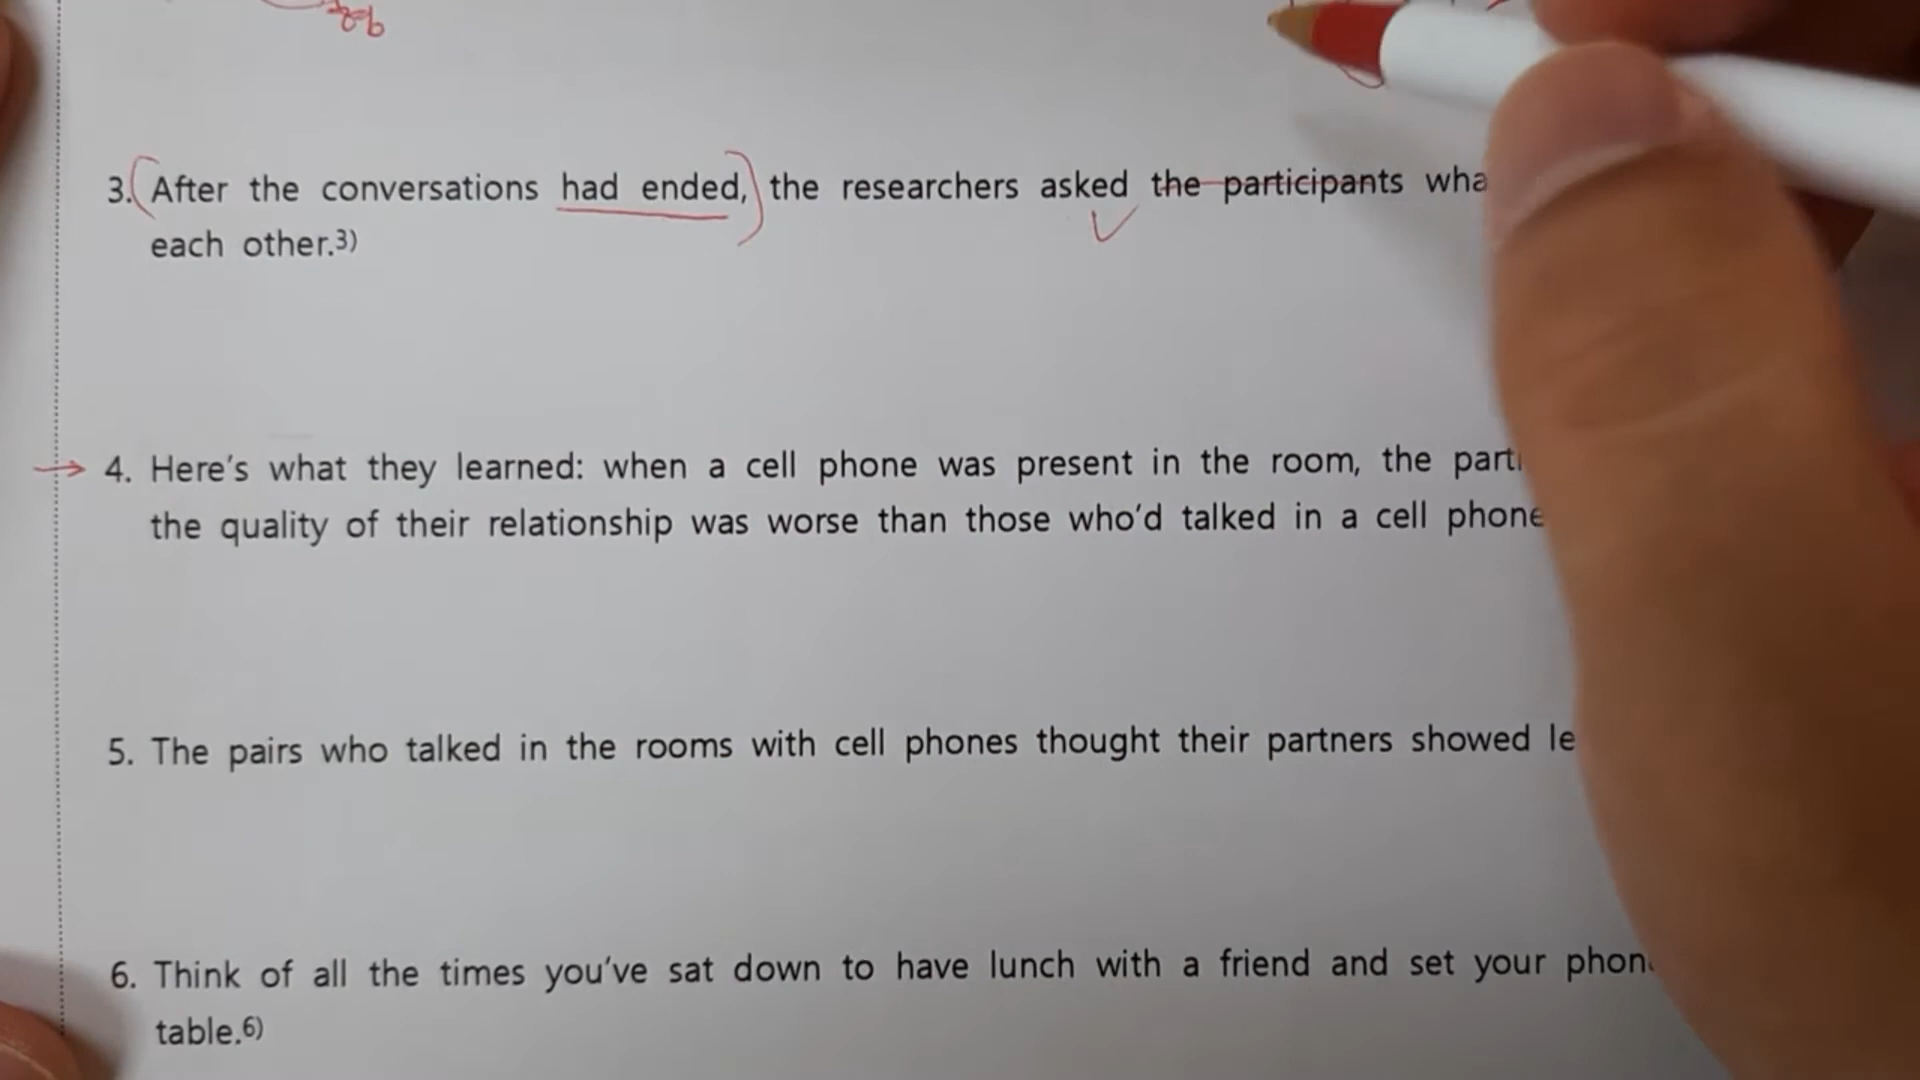 3. After the conversations had ended, the researchers asked the participants
each other.3)
4. Here's what they learned: when a cell phone was present in the room, the
the quality of their relationship was worse than those who'd talked in a cell phone
5. The pairs who talked in the rooms with cell phones thought their partners showed
6. Think of all the times you've sat down to have lunch with a friend and set your
table.6)